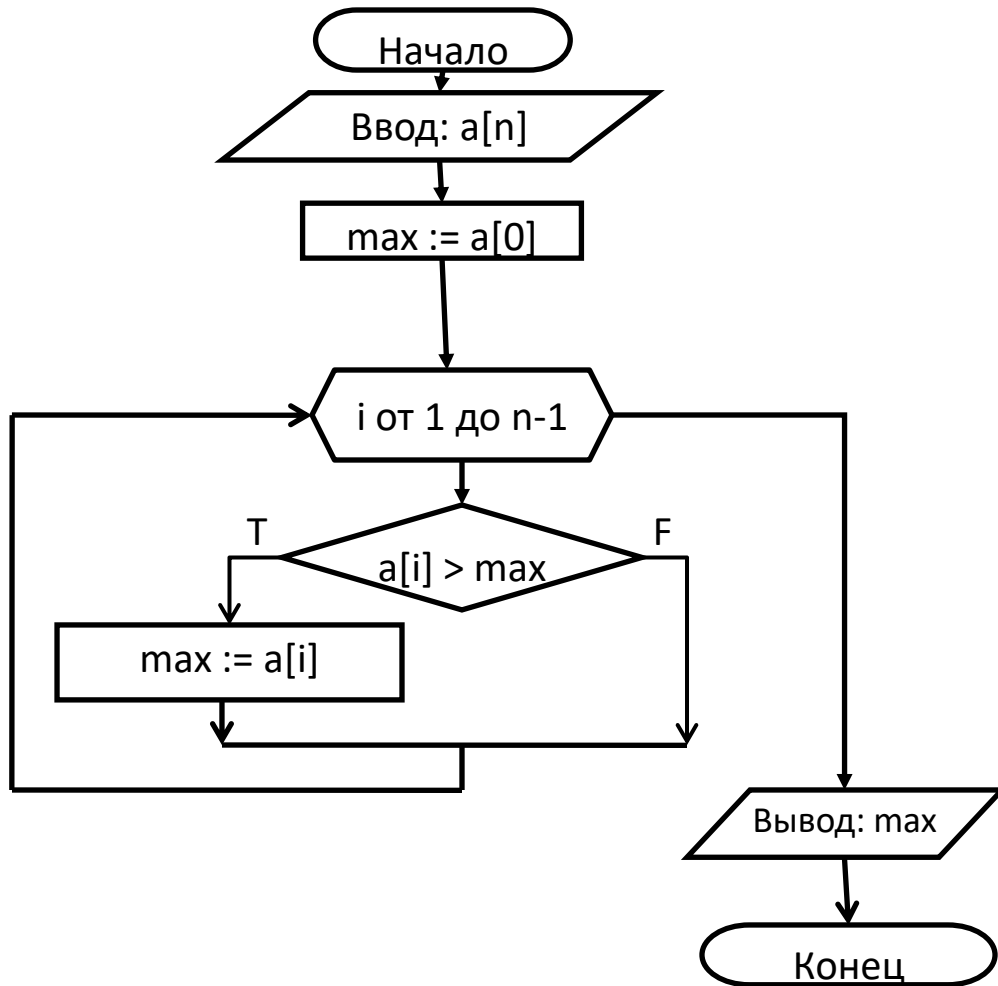 Начало
Ввод: a[n]
max := a[0]
i от 1 до n-1
T
F
a[i] > max
max := a[i]
Вывод: max
Конец